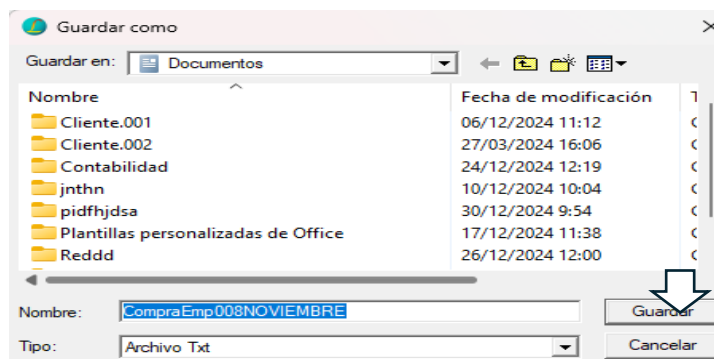 Guardar como
Guardar en: Documentos
Nombre Fecha de modificación T
Cliente.001 06/12/2024 11:12
Cliente.002 27/03/2024 16:06
Contabilidad 24/12/2024 12:19
jnthn 10/12/2024 10:04
pidfhjdsa 30/12/2024 9:54
Plantillas personalizadas de Office 17/12/2024 11:38
Reddd 26/12/2024 12:00
Nombre: CompraEmp008NOVIEMBRE Guardar
Tipo: Archivo Txt Cancelar